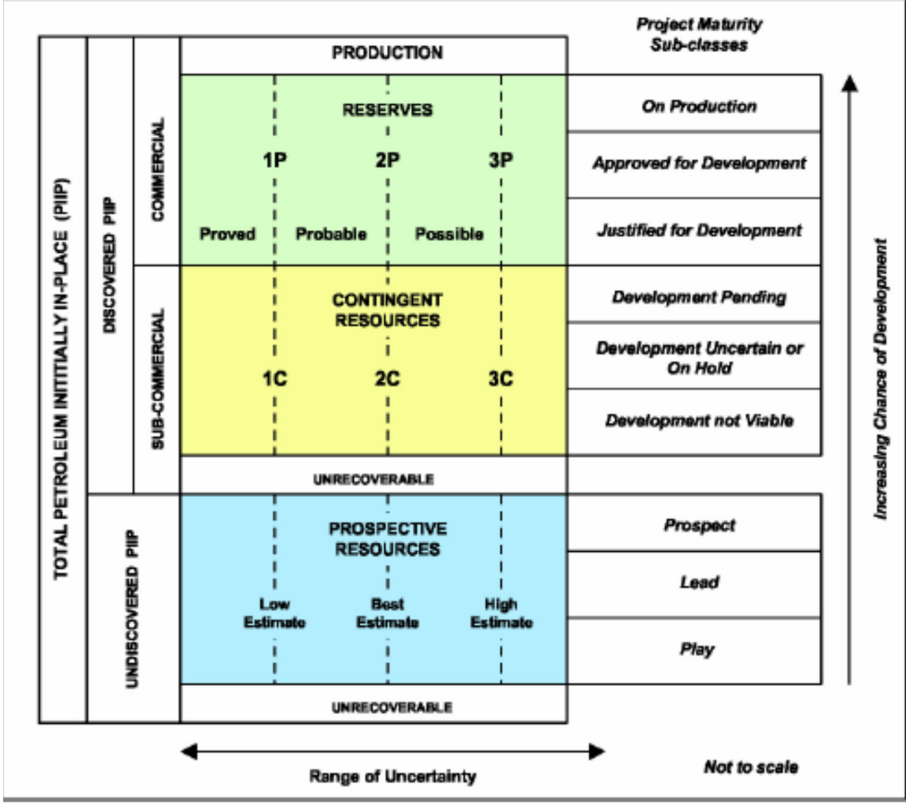 Project Maturity
Sub-classes
PRODUCTION
RESERVES
1P 2P 3P
Proved Probable Possible
On Production
Approved for Development
Justified for Development
CONTINGENT
RESOURCES
1C 2C 3C
Development Pending
Development Uncertain or
On Hold
Development not Viable
UNRECOVERABLE
PROSPECTIVE
RESOURCES
Low
Estimate
Best
Estimate
High
Estimate
Prospect
Lead
Play
UNRECOVERABLE
TOTAL PETROLEUM INITITIALLY IN-PLACE (PIIP)
DISCOVERED PIIP
UNDISCOVERED PIIP
COMMERCIAL
SUB-COMMERCIAL
Increasing Chance of Development
Range of Uncertainty
Not to scale